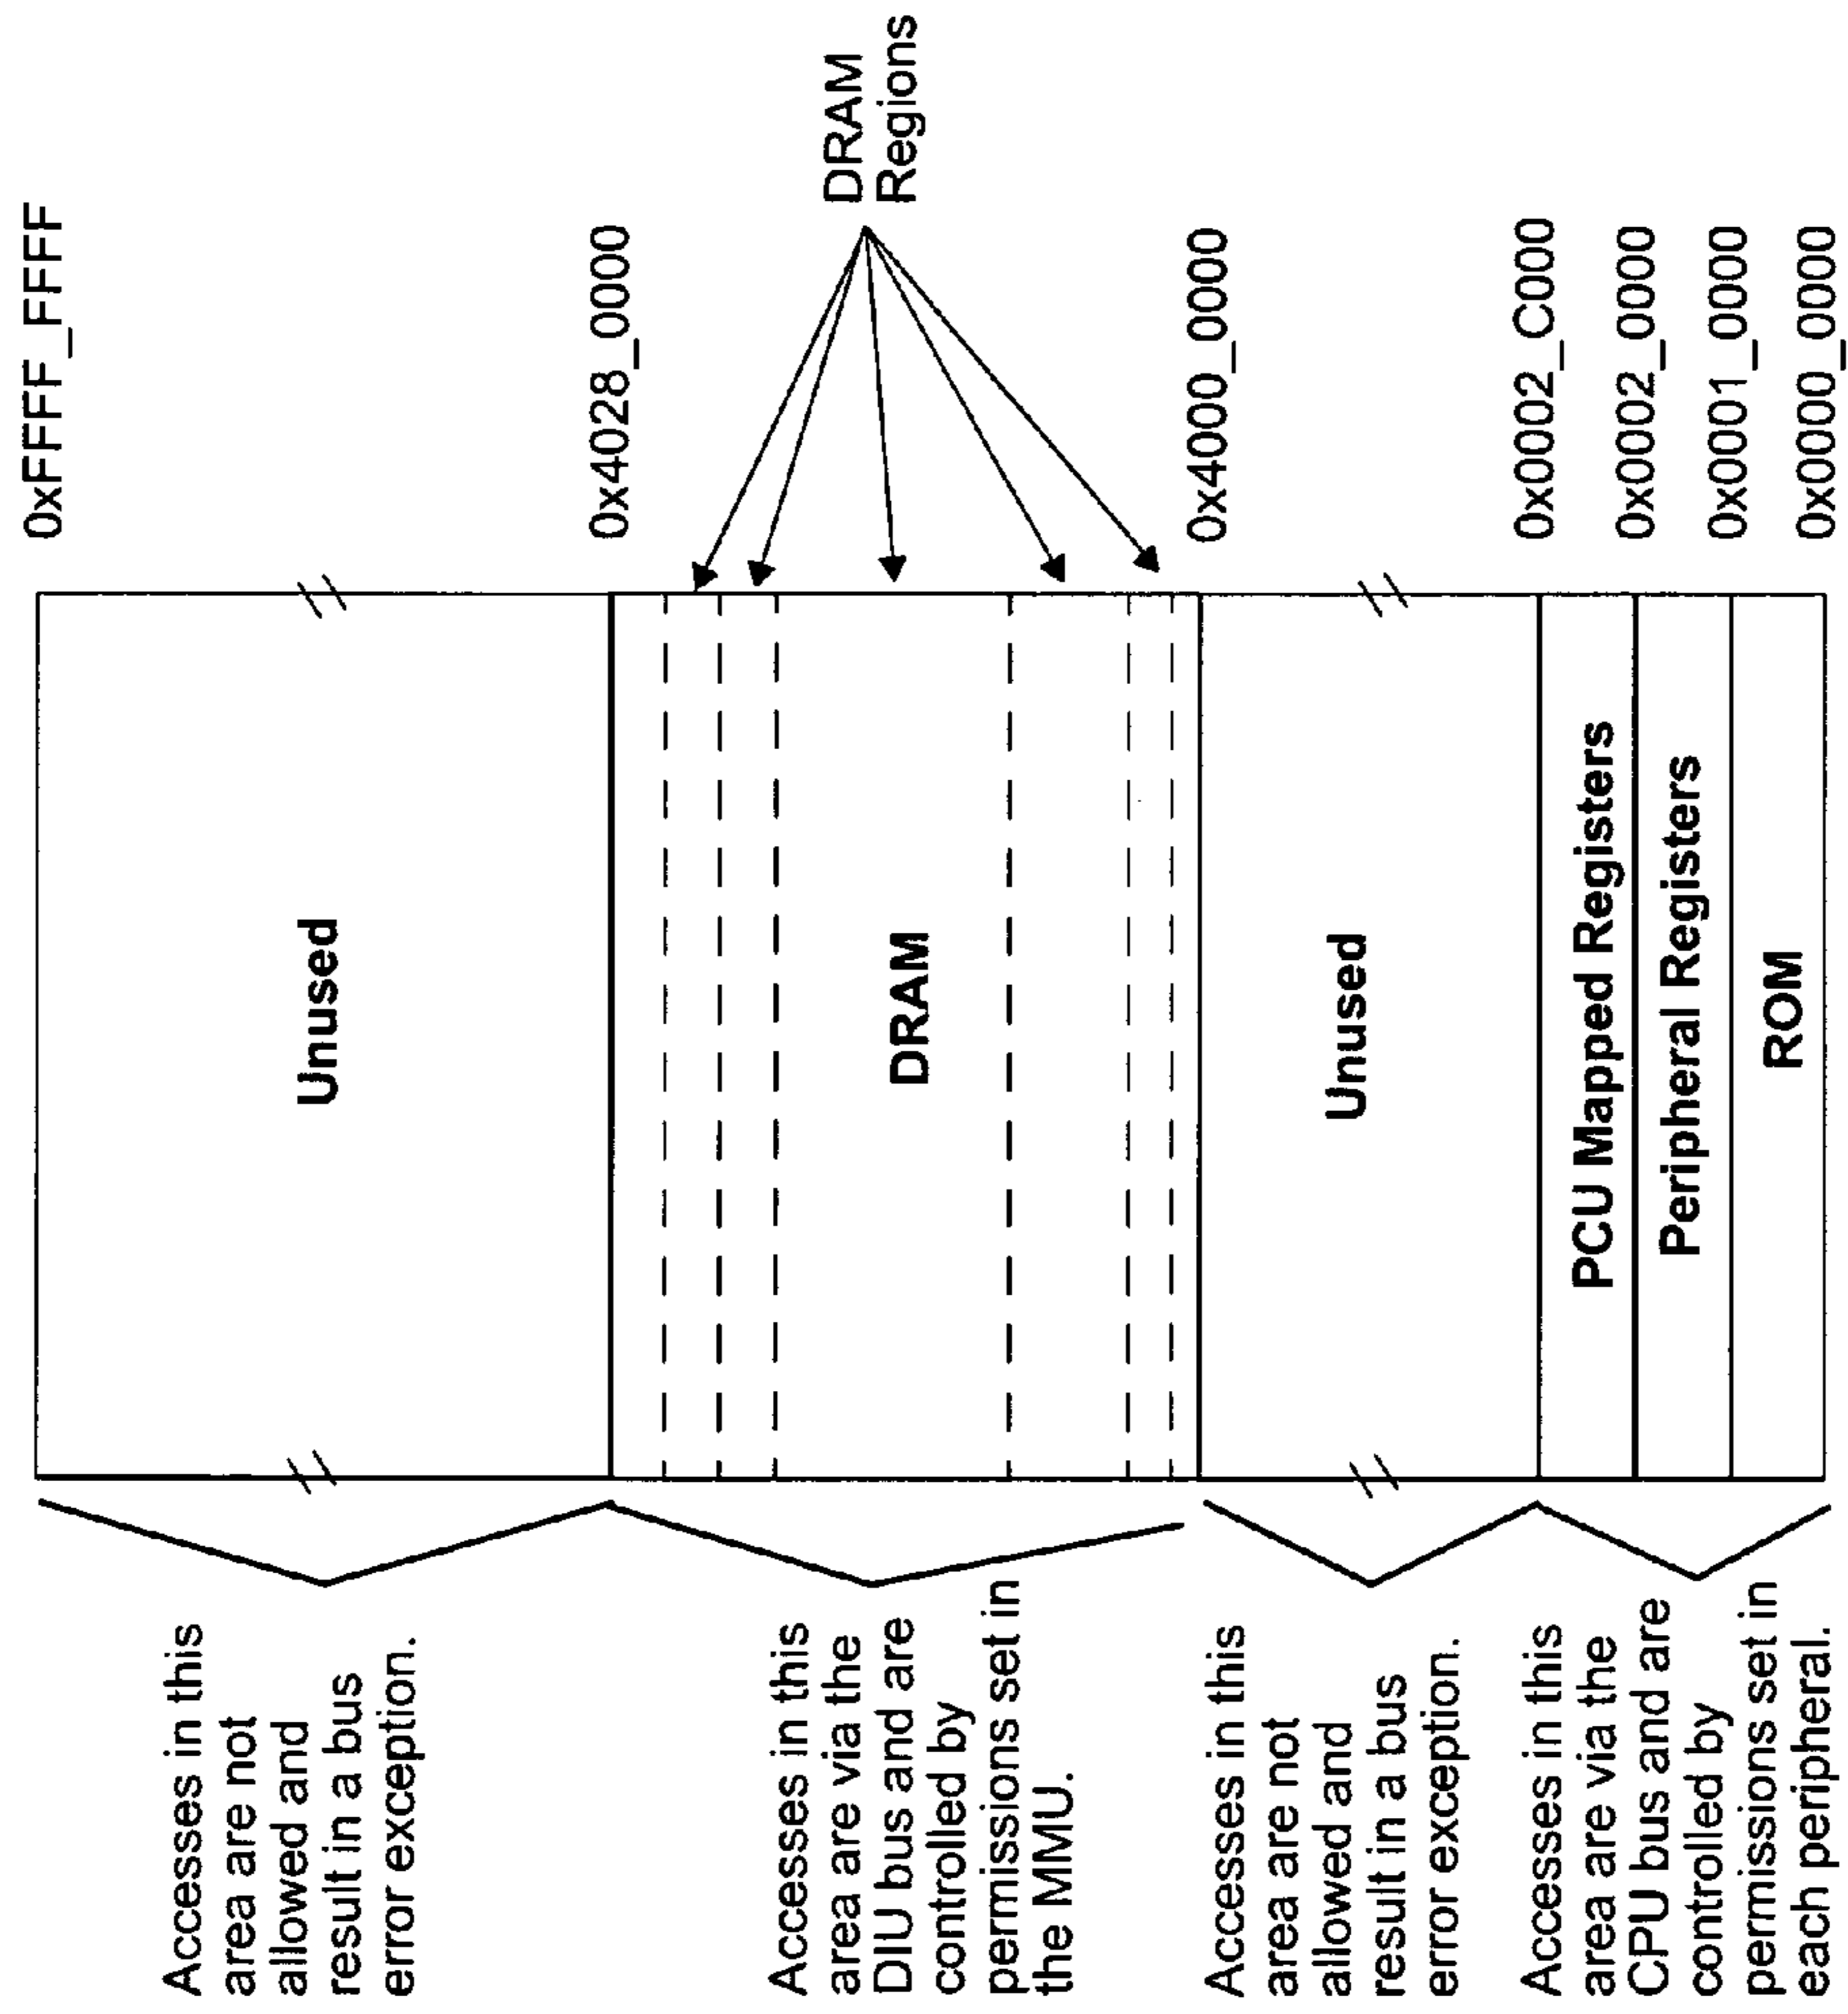 Accesses in this
area are not
allowed and
result in a bus
error exception.
Accesses in this
area are via the
DIU bus and are
controlled by
permissions set in
the MMU.
Accesses in this
area are not
allowed and
result in a bus
error exception.
Accesses in this
area are via the
CPU bus and are
controlled by
permissions set in
each peripheral.
Unused
DRAM
Unused
PCU Mapped Registers
Peripheral Registers
ROM
0xFFFF_FFFF
0x4028_0000
0x4000_0000
0x0002_C000
0x0002_0000
0x0001_0000
0x0000_0000
DRAM
Regions